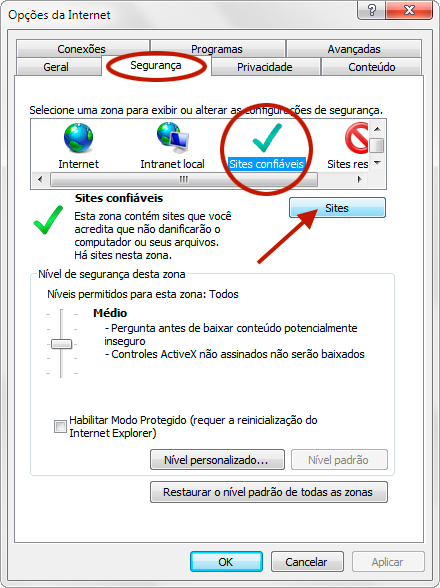 Opções da Internet
Conexões Programas Avançadas
Geral Segurança Privacidade Conteúdo
Selecione uma zona para exibir ou alterar as configurações de segurança.
Internet Intranet local Sites confiáveis Sites res
Sites confiáveis
Sites
Esta zona contém sites que você
acredita que não danificarão o
computador ou seus arquivos.
Há sites nesta zona.
Nível de segurança desta zona
Níveis permitidos para esta zona: Todos
Médio
- Pergunta antes de baixar conteúdo potencialmente
inseguro
- Controles ActiveX não assinados não serão baixados
Habilitar Modo Protegido (requer a reinicialização do
Internet Explorer)
Nível personalizado... Nível padrão
Restaurar o nível padrão de todas as zonas
OK Cancelar Aplicar